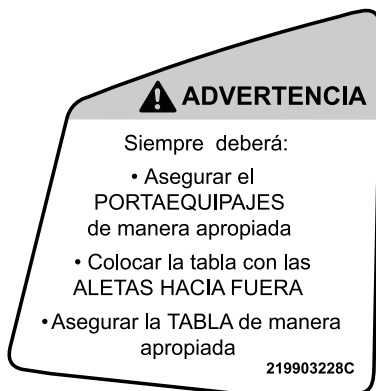 ADVERTENCIA
Siempre deberá:
• Asegurar el
PORTAEQUIPAJES
de manera apropiada
• Colocar la tabla con las
ALETAS HACIA FUERA
• Asegurar la TABLA de manera
apropiada
219903228C